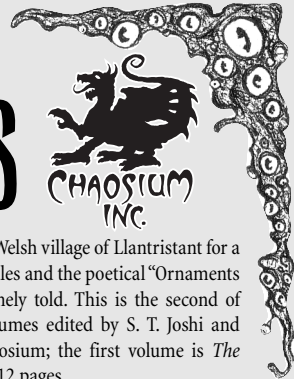 S
CHAOSIUM
INC.
Welsh village of Llantristant for a
les and the poetical “Ornaments
nely told. This is the second of
umes edited by S. T. Joshi and
osium; the first volume is The
12 pages